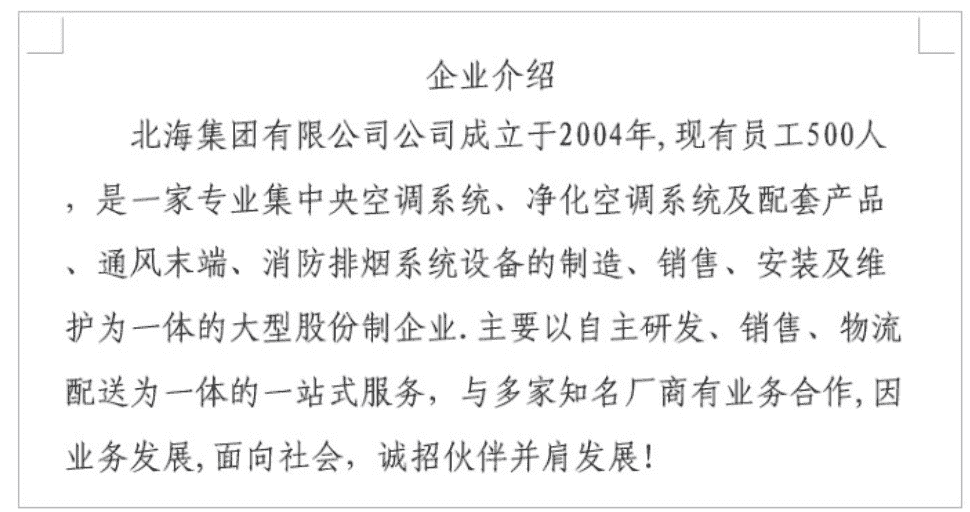 企业介绍
北海集团有限公司公司成立于2004年,现有员工500人
，是一家专业集中央空调系统、净化空调系统及配套产品
、通风末端、消防排烟系统设备的制造、销售、安装及维
护为一体的大型股份制企业.主要以自主研发、销售、物流
配送为一体的一站式服务，与多家知名厂商有业务合作,因
业务发展,面向社会，诚招伙伴并肩发展!